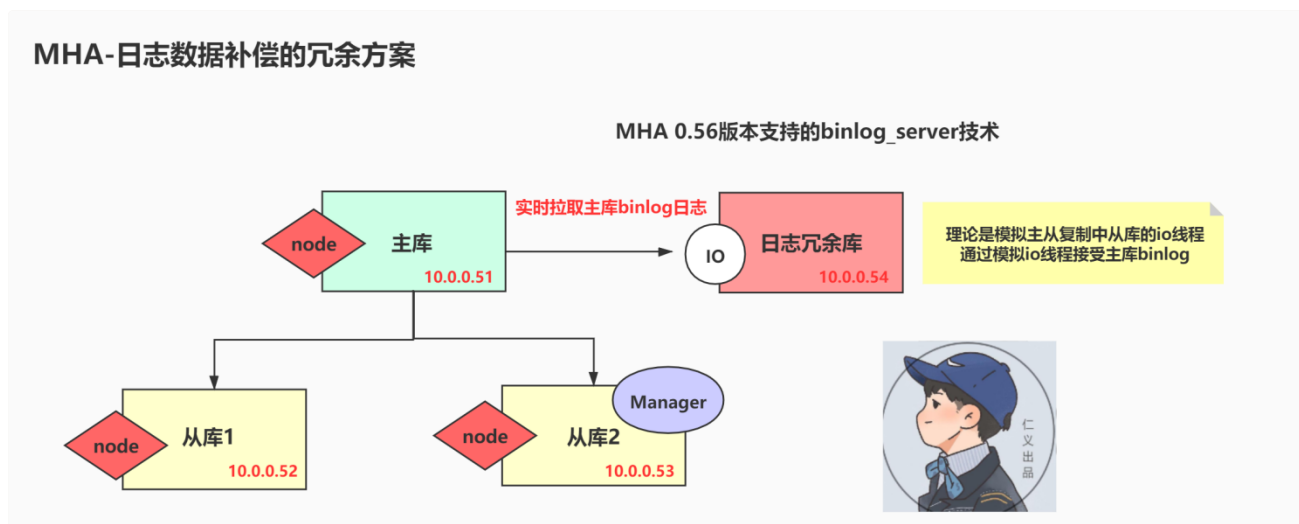 MHA-日志数据补偿的冗余方案
MHA 0.56版本支持的binlog_server技术
实时拉取主库binlog日志
node
主库
10.0.0.51
IO
日志冗余库
10.0.0.54
理论是模拟主从复制中从库的io线程
通过模拟io线程接受主库binlog
node
从库1
10.0.0.52
node
从库2
Manager
10.0.0.53
仁义出品